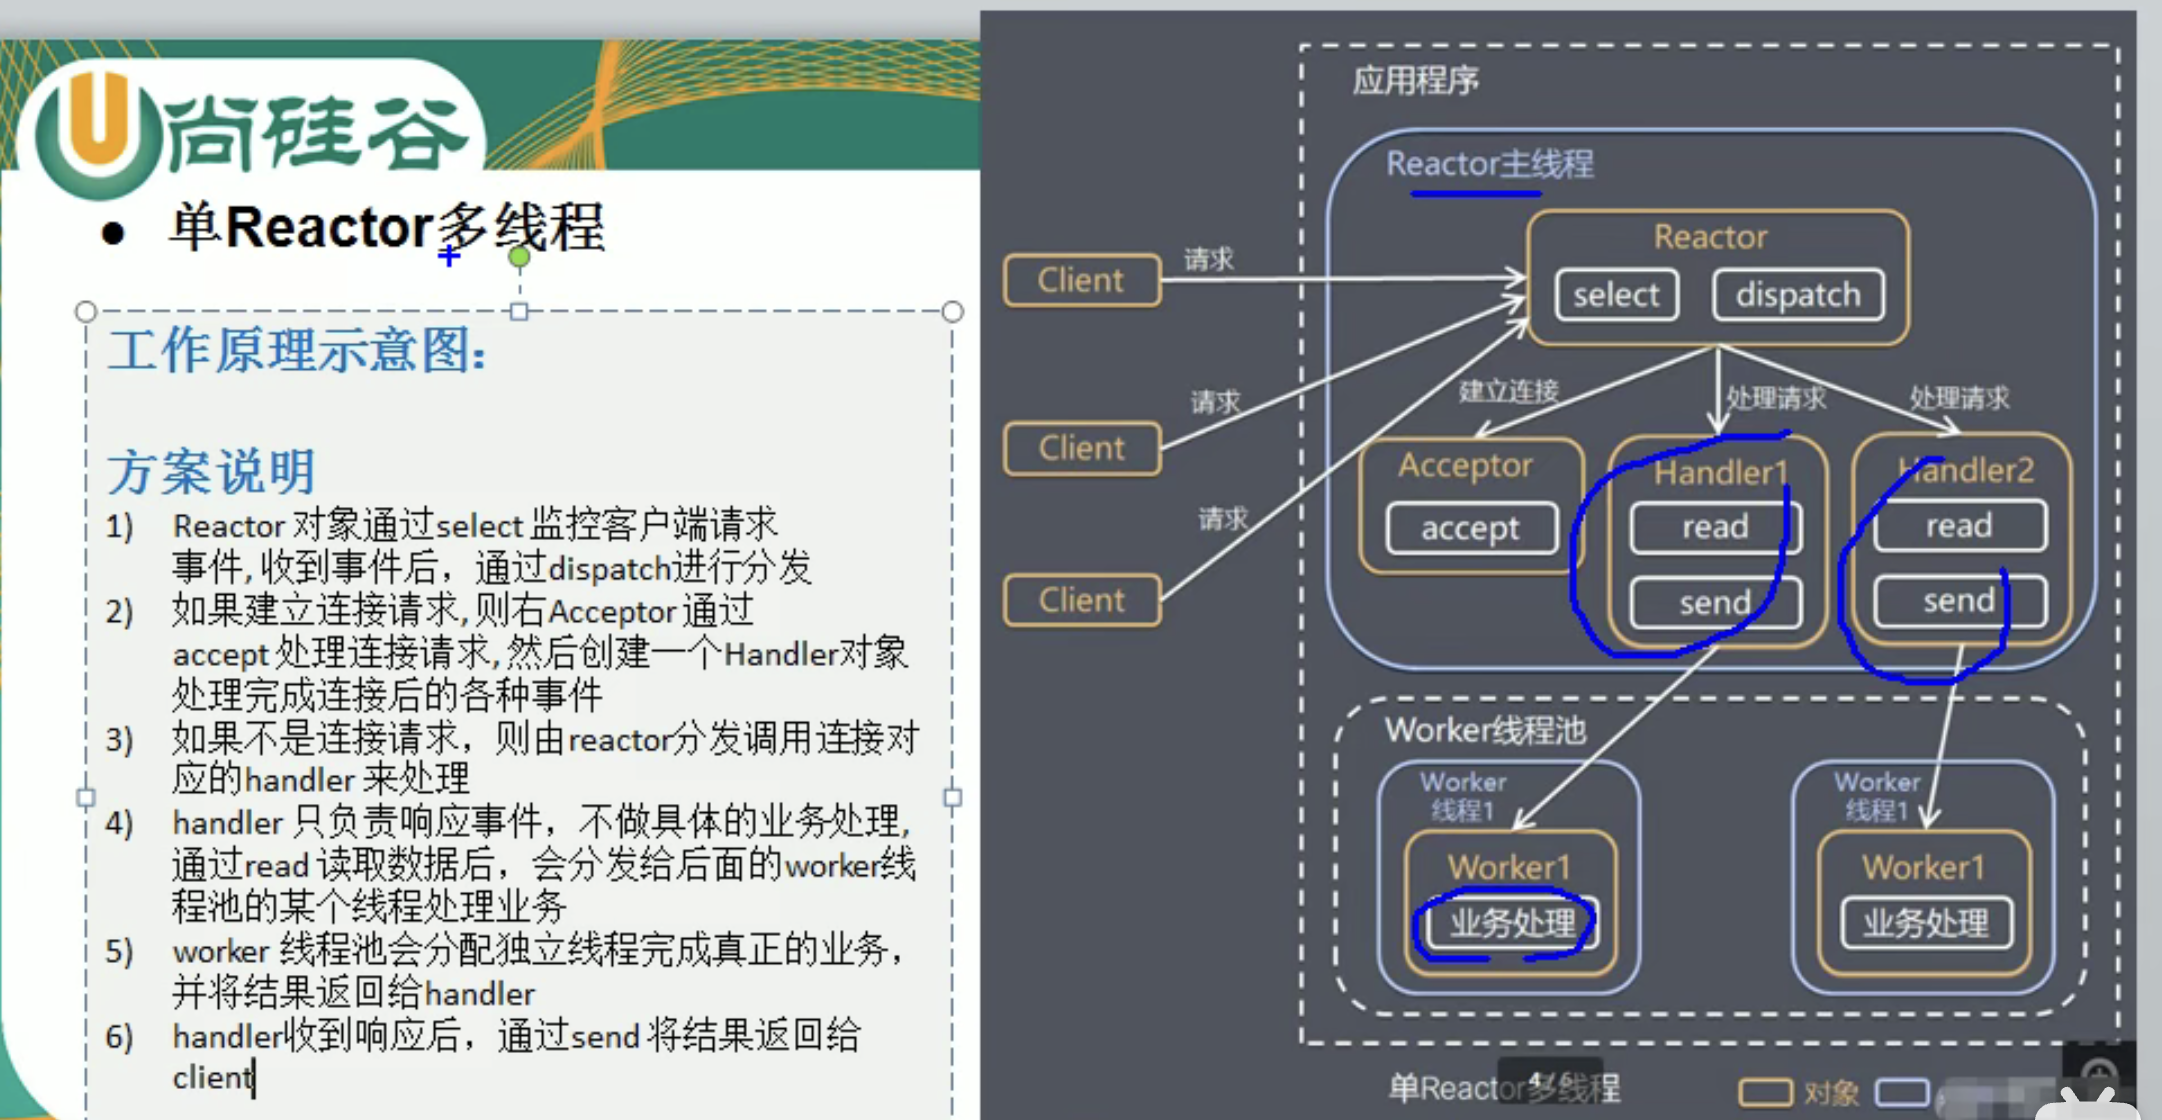 尚硅谷
● 单Reactor多线程
工作原理示意图:
方案说明
1) Reactor 对象通过select 监控客户端请求
事件, 收到事件后，通过dispatch进行分发
2) 如果建立连接请求, 则右Acceptor 通过
accept 处理连接请求, 然后创建一个Handler对象
处理完成连接后的各种事件
3) 如果不是连接请求，则由reactor分发调用连接对
应的handler 来处理
4) handler 只负责响应事件，不做具体的业务处理,
通过read 读取数据后，会分发给后面的worker线
程池的某个线程处理业务
5) worker 线程池会分配独立线程完成真正的业务，
并将结果返回给handler
6) handler收到响应后，通过send 将结果返回给
client
应用程序
Reactor主线程
Reactor
select dispatch
Client 请求
Client 请求
Client 请求
建立连接 处理请求 处理请求
Acceptor
accept
Handler1
read
send
Handler2
read
send
Worker线程池
Worker
线程1
Worker1
业务处理
Worker
线程1
Worker1
业务处理
单Reactor多线程
对象